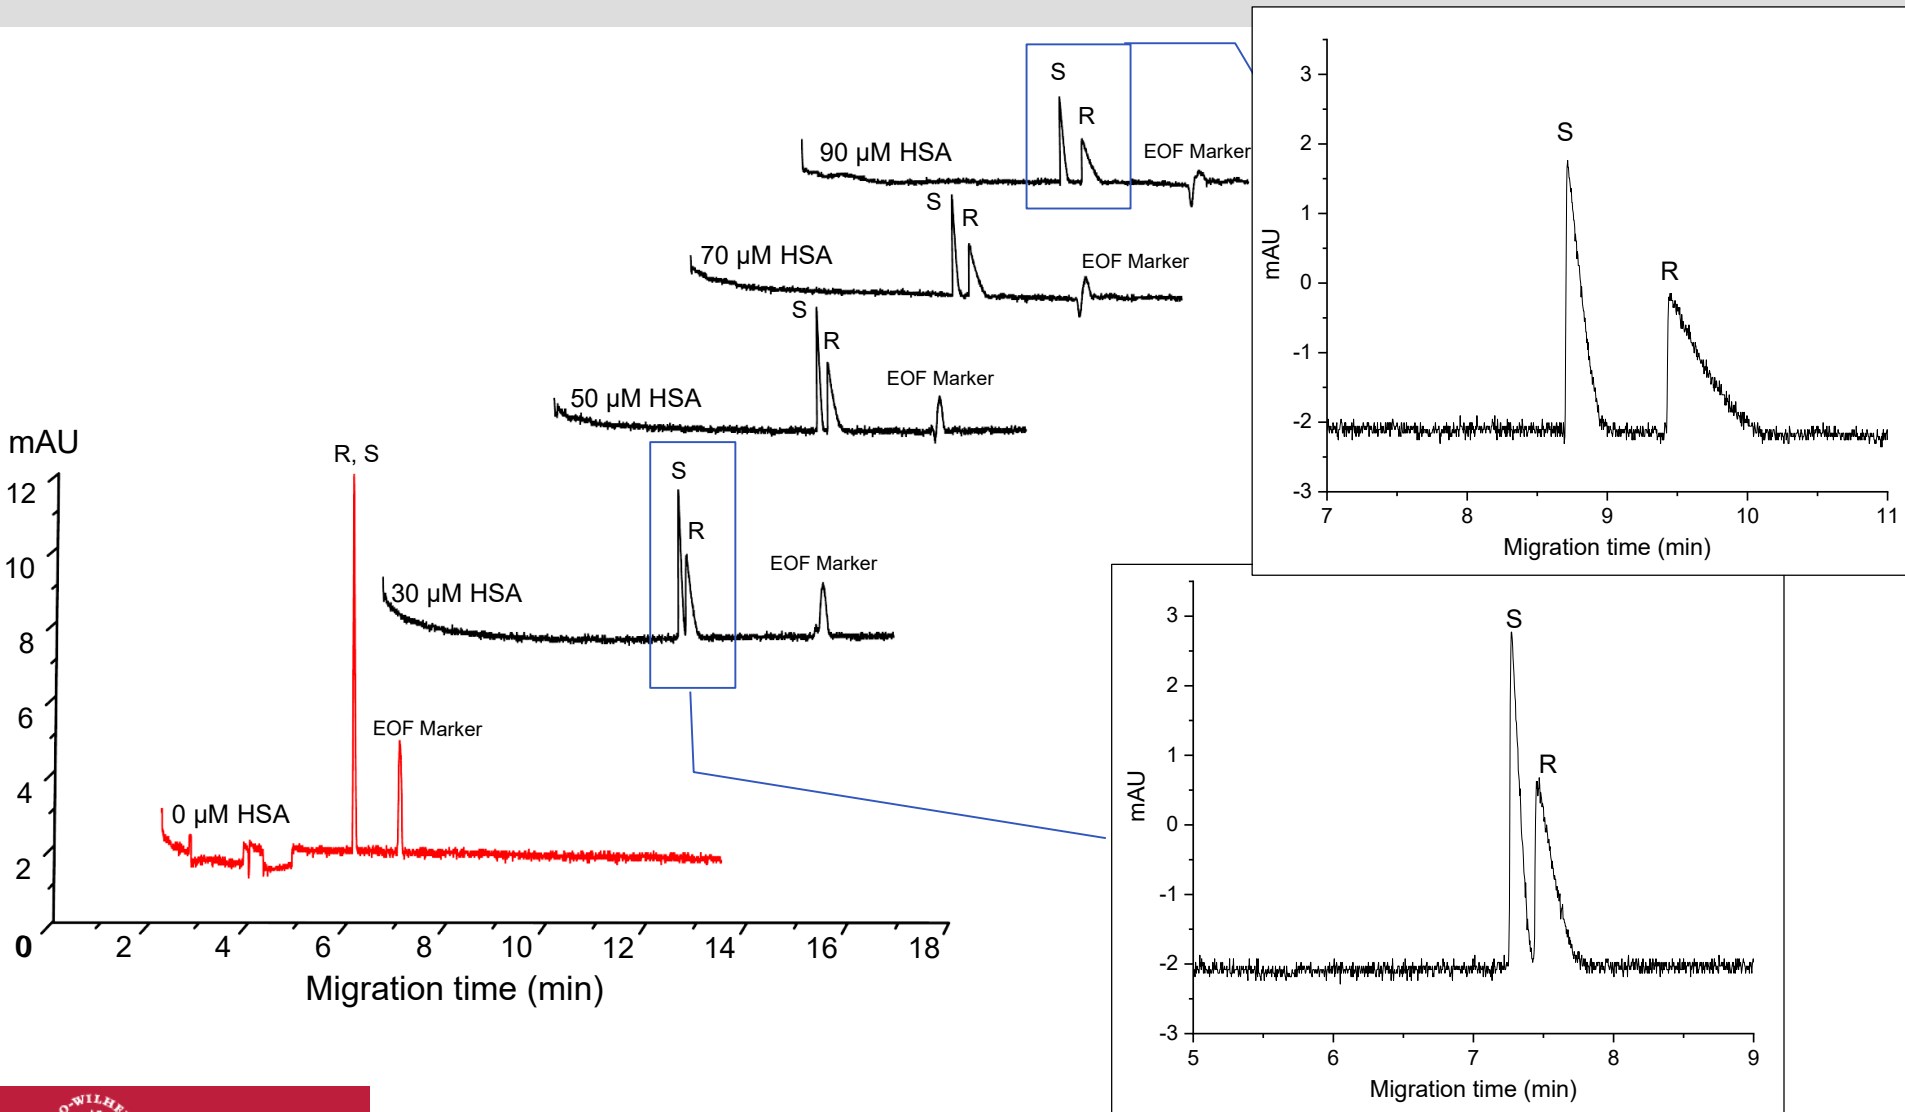 S
R
90 µM HSA
EOF Marker
S
R
70 µM HSA
EOF Marker
S
R
50 µM HSA
EOF Marker
mAU
R, S
S
R
30 µM HSA
EOF Marker
EOF Marker
0 µM HSA
12
10
8
6
4
2
0 2 4 6 8 10 12 14 16 18
Migration time (min)
3
2
1
0
-1
-2
-3
mAU
S
R
7 8 9 10 11
Migration time (min)
3
2
1
0
-1
-2
-3
mAU
S
R
5 6 7 8 9
Migration time (min)